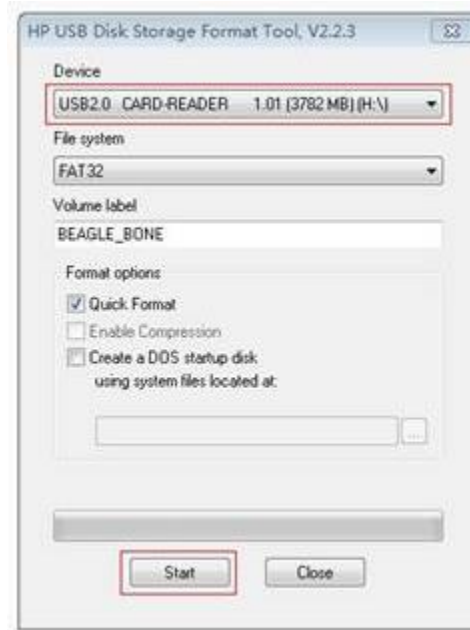 HP USB Disk Storage Format Tool, V2.2.3
Device
USB2.0 CARD-READER 1.01 (3782 MB) (H:\)
File system
FAT32
Volume label
BEAGLE_BONE
Format options
Quick Format
Enable Compression
Create a DOS startup disk
using system files located at:
...
Start
Close